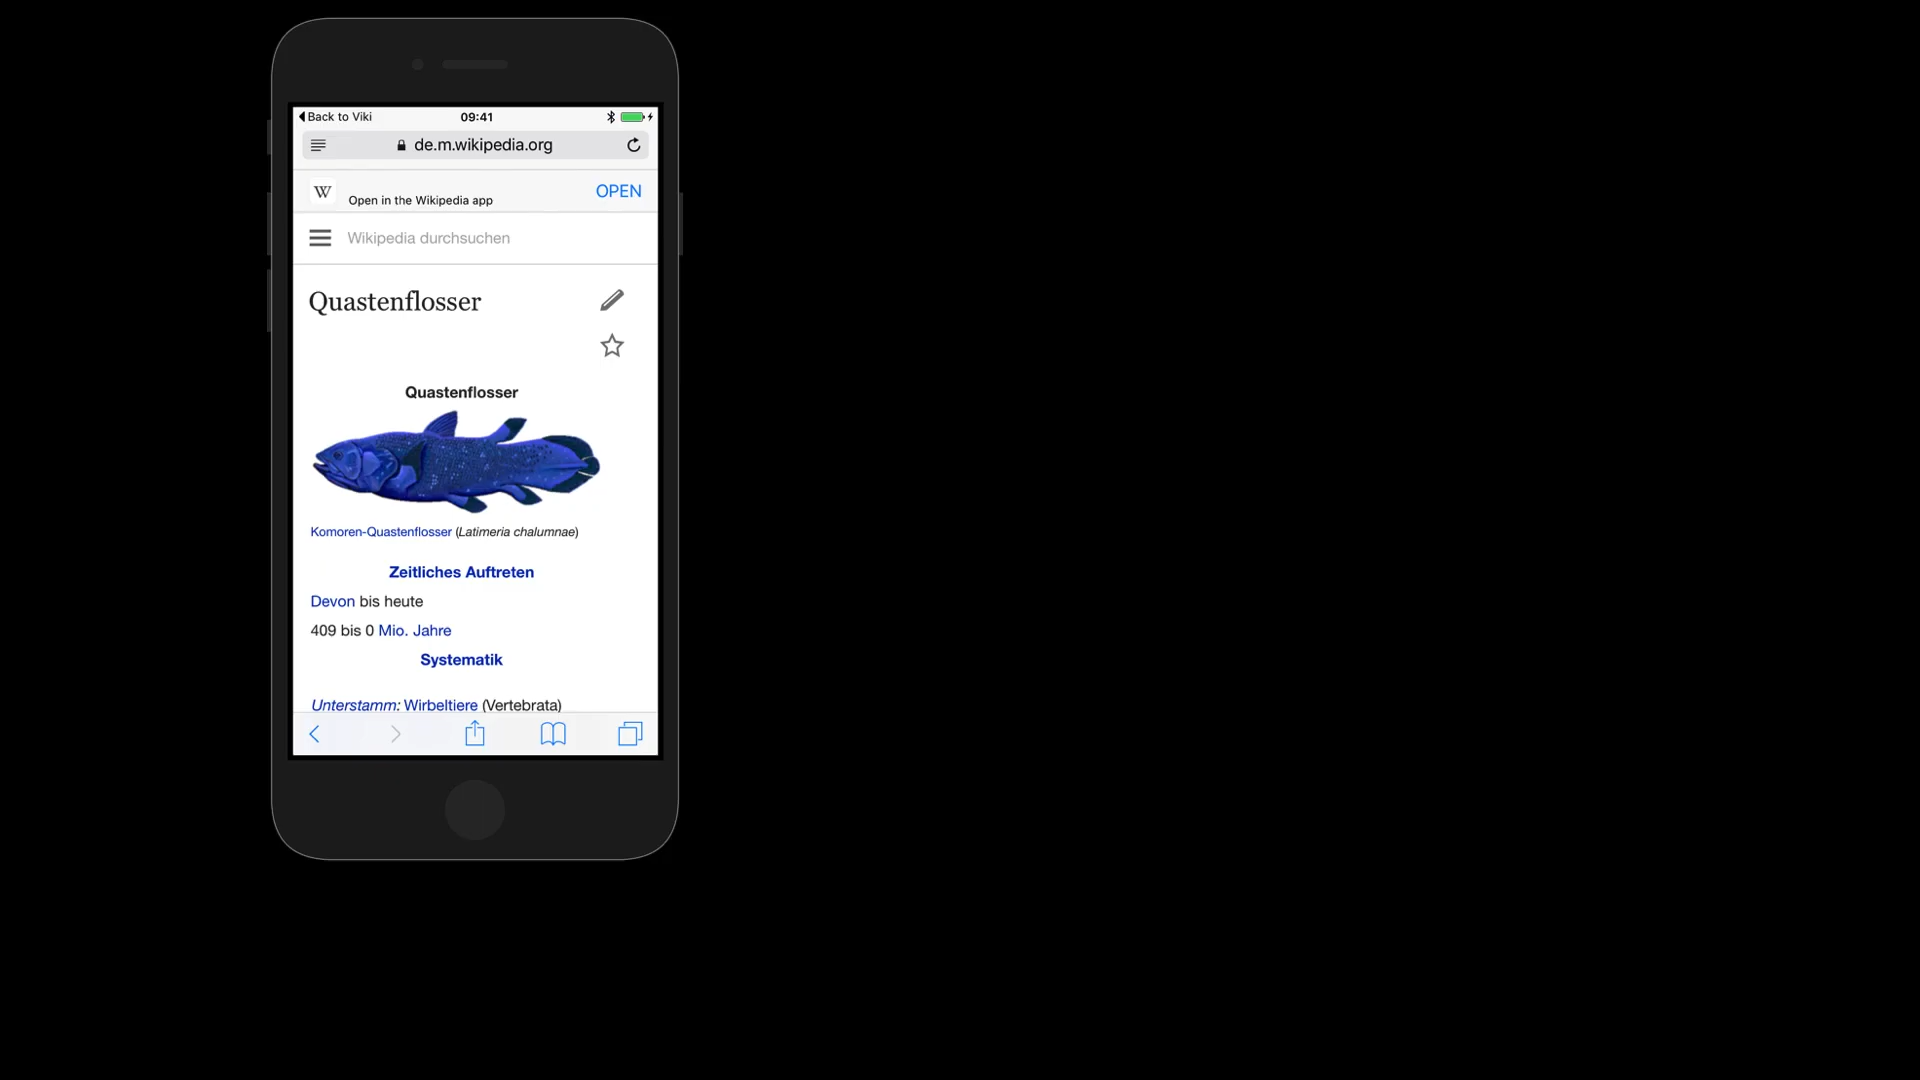 Back to Viki
09:41
de.m.wikipedia.org
W
Open in the Wikipedia app
OPEN
Wikipedia durchsuchen
Quastenflosser
Quastenflosser
Komoren-Quastenflosser (Latimeria chalumnae)
Zeitliches Auftreten
Devon bis heute
409 bis 0 Mio. Jahre
Systematik
Unterstamm: Wirbeltiere (Vertebrata)